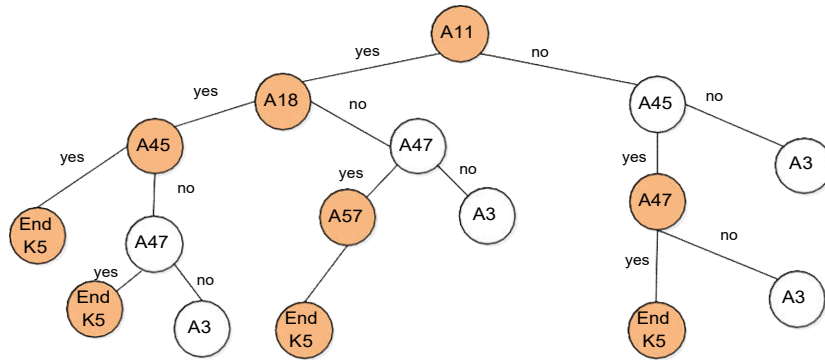 A11
yes
no
yes
A18
no
A45
no
yes
A45
no
A47
yes
no
yes
A3
End
K5
A47
A57
A3
A47
no
yes
no
yes
End
K5
A3
End
K5
End
K5
A3